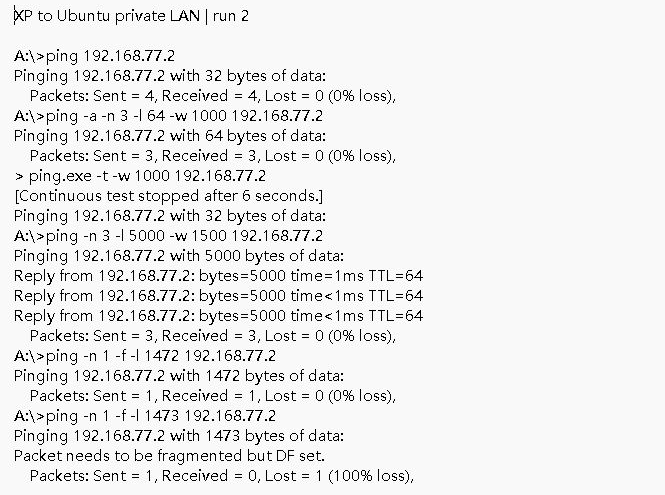 XP to Ubuntu private LAN | run 2
A:\>ping 192.168.77.2
Pinging 192.168.77.2 with 32 bytes of data:
Packets: Sent = 4, Received = 4, Lost = 0 (0% loss),
A:\>ping -a -n 3 -l 64 -w 1000 192.168.77.2
Pinging 192.168.77.2 with 64 bytes of data:
Packets: Sent = 3, Received = 3, Lost = 0 (0% loss),
> ping.exe -t -w 1000 192.168.77.2
[Continuous test stopped after 6 seconds.]
Pinging 192.168.77.2 with 32 bytes of data:
A:\>ping -n 3 -l 5000 -w 1500 192.168.77.2
Pinging 192.168.77.2 with 5000 bytes of data:
Reply from 192.168.77.2: bytes=5000 time=1ms TTL=64
Reply from 192.168.77.2: bytes=5000 time<1ms TTL=64
Reply from 192.168.77.2: bytes=5000 time<1ms TTL=64
Packets: Sent = 3, Received = 3, Lost = 0 (0% loss),
A:\>ping -n 1 -f -l 1472 192.168.77.2
Pinging 192.168.77.2 with 1472 bytes of data:
Packets: Sent = 1, Received = 1, Lost = 0 (0% loss),
A:\>ping -n 1 -f -l 1473 192.168.77.2
Pinging 192.168.77.2 with 1473 bytes of data:
Packet needs to be fragmented but DF set.
Packets: Sent = 1, Received = 0, Lost = 1 (100% loss),